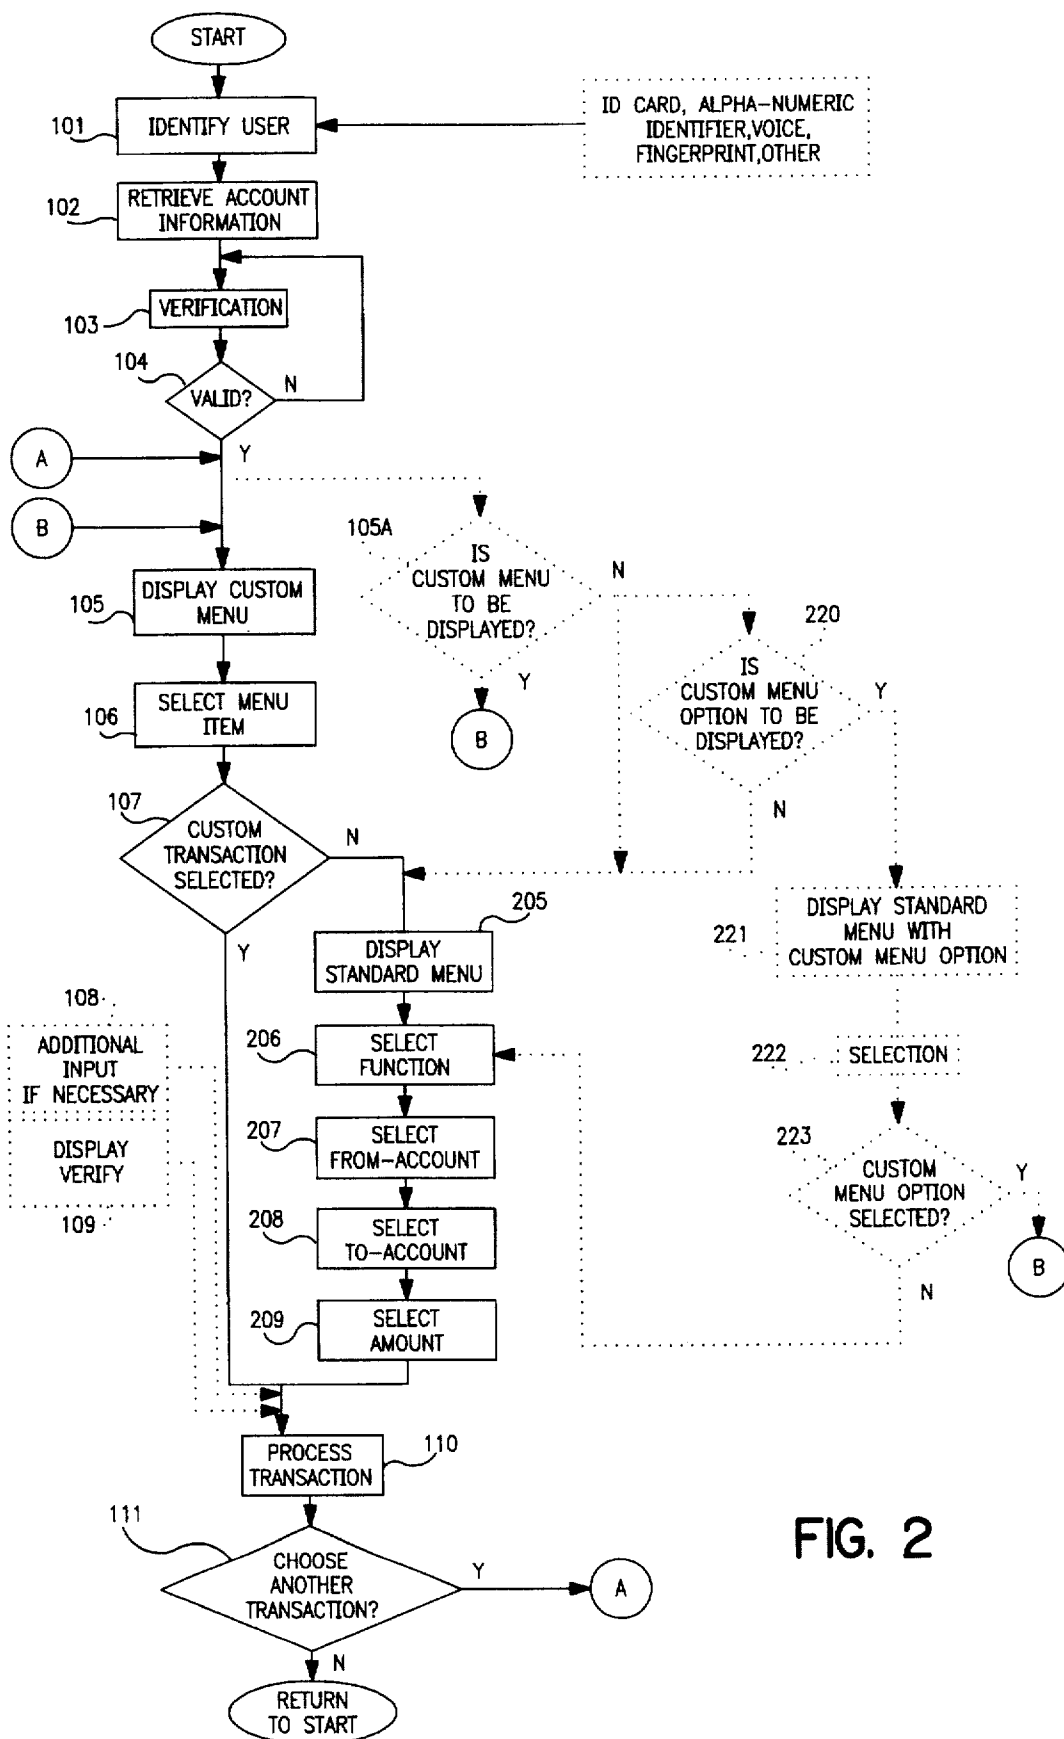 START
ID CARD, ALPHA-NUMERIC
IDENTIFIER,VOICE,
FINGERPRINT,OTHER
101
IDENTIFY USER
102
RETRIEVE ACCOUNT
INFORMATION
103
VERIFICATION
104
VALID?
N
Y
A
B
105A
IS
CUSTOM MENU
TO BE
DISPLAYED?
N
Y
B
105
DISPLAY CUSTOM
MENU
220
IS
CUSTOM MENU
OPTION TO BE
DISPLAYED?
Y
N
106
SELECT MENU
ITEM
107
CUSTOM
TRANSACTION
SELECTED?
N
Y
205
DISPLAY
STANDARD MENU
221
DISPLAY STANDARD
MENU WITH
CUSTOM MENU OPTION
108
ADDITIONAL
INPUT
IF NECESSARY
206
SELECT
FUNCTION
222
SELECTION
DISPLAY
VERIFY
109
207
SELECT
FROM-ACCOUNT
223
CUSTOM
MENU OPTION
SELECTED?
Y
B
N
208
SELECT
TO-ACCOUNT
209
SELECT
AMOUNT
110
PROCESS
TRANSACTION
111
CHOOSE
ANOTHER
TRANSACTION?
Y
A
N
RETURN
TO START
FIG. 2